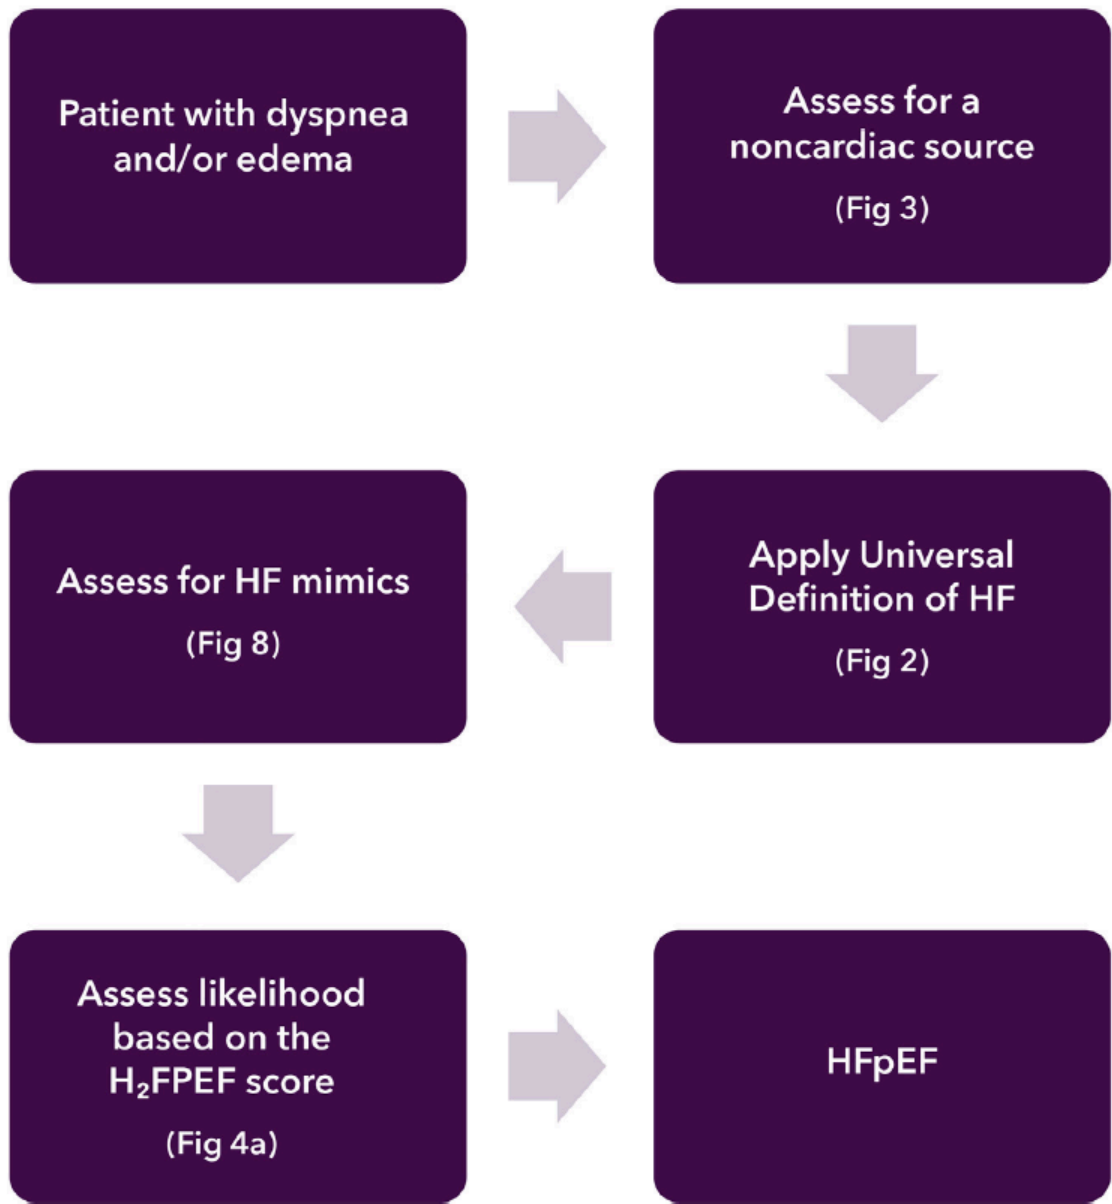 Patient with dyspnea
and/or edema
Assess for a
noncardiac source
(Fig 3)
Apply Universal
Definition of HF
(Fig 2)
Assess for HF mimics
(Fig 8)
Assess likelihood
based on the
H₂FPEF score
(Fig 4a)
HFpEF